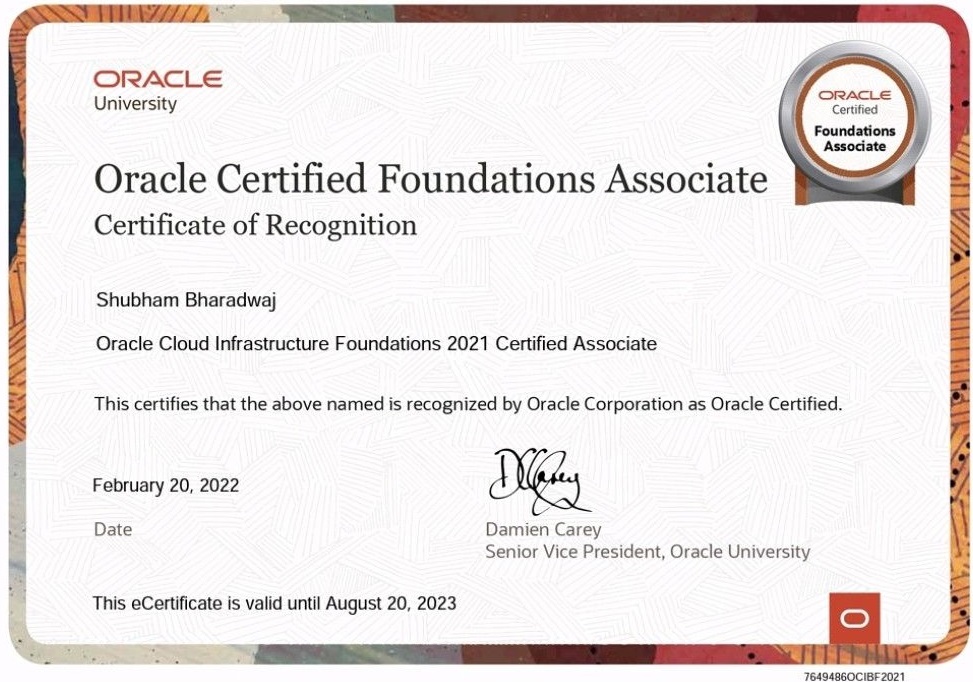 ORACLE
University
ORACLE
Certified
Foundations
Associate
Oracle Certified Foundations Associate
Certificate of Recognition
Shubham Bharadwaj
Oracle Cloud Infrastructure Foundations 2021 Certified Associate
This certifies that the above named is recognized by Oracle Corporation as Oracle Certified.
DCarey
February 20, 2022
Date
Damien Carey
Senior Vice President, Oracle University
This eCertificate is valid until August 20, 2023
7649486OCIBF2021